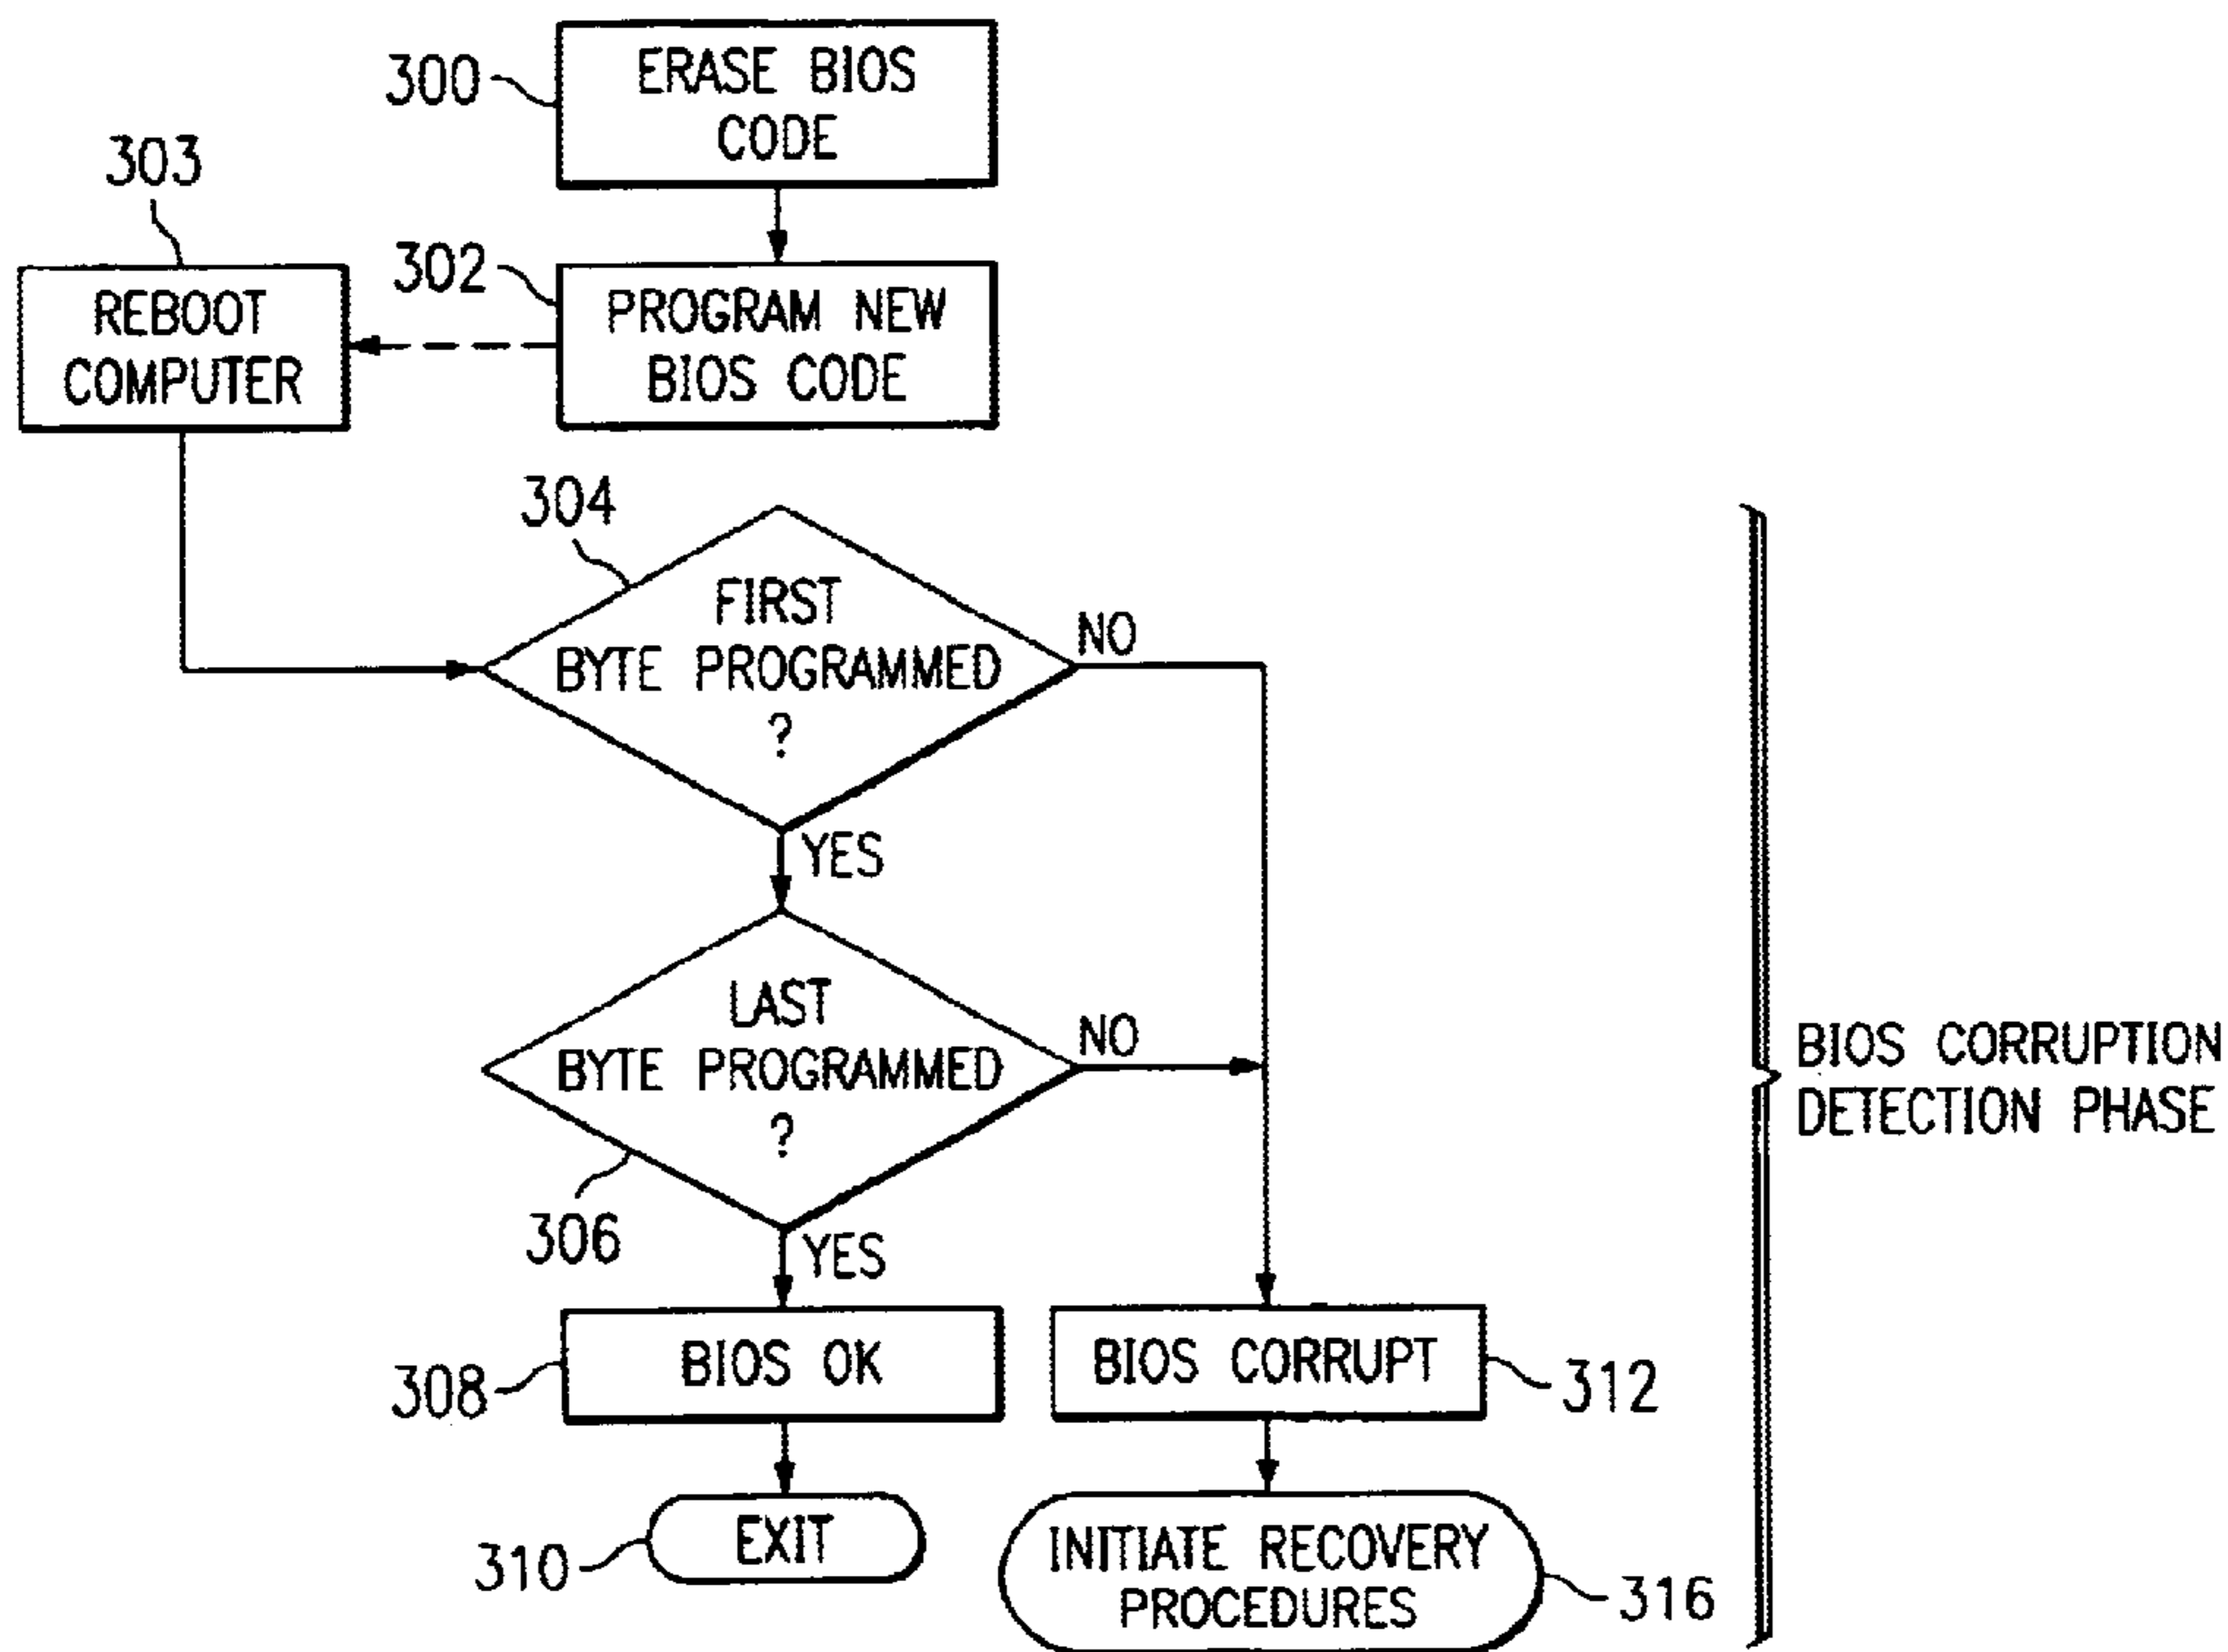 300
ERASE BIOS
CODE
303
302
REBOOT
COMPUTER
PROGRAM NEW
BIOS CODE
304
FIRST
BYTE PROGRAMMED
?
NO
YES
LAST
BYTE PROGRAMMED
?
NO
BIOS CORRUPTION
DETECTION PHASE
306
YES
308
BIOS OK
BIOS CORRUPT
312
310
EXIT
INITIATE RECOVERY
PROCEDURES
316